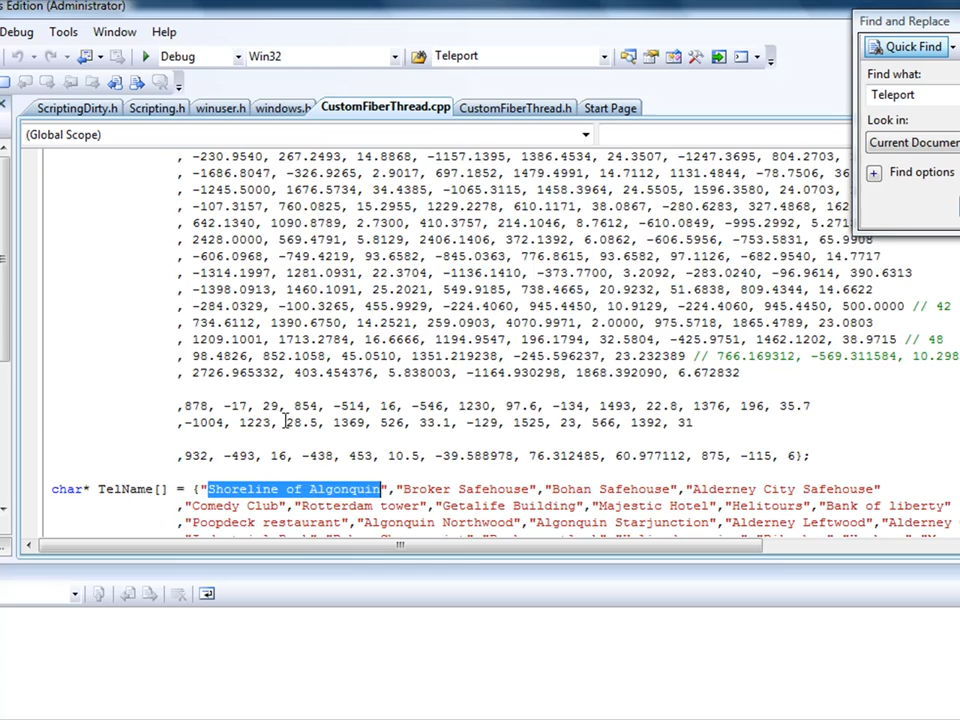 s Edition (Administrator)
Debug Tools Window Help
Debug Win32 Teleport
Find and Replace
Quick Find
Find what:
Teleport
Look in:
Current Documen
Find options
ScriptingDirty.h Scripting.h winuser.h windows.h CustomFiberThread.cpp CustomFiberThread.h Start Page
(Global Scope)
, -230.9540, 267.2493, 14.8868, -1157.1395, 1386.4534, 24.3507, -1247.3695, 804.2703,
, -1686.8047, -326.9265, 2.9017, 697.1852, 1479.4991, 14.7112, 1131.4844, -78.7506, 36
, -1245.5000, 1676.5734, 34.4385, -1065.3115, 1458.3964, 24.5505, 1596.3580, 24.0703,
, -107.3157, 760.0825, 15.2955, 1229.2278, 610.1171, 38.0867, -280.6283, 327.4868, 162
, 642.1340, 1090.8789, 2.7300, 410.3757, 214.1046, 8.7612, -610.0849, -995.2992, 5.271
, 2428.0000, 569.4791, 5.8129, 2406.1406, 372.1392, 6.0862, -606.5956, -753.5831, 65.9908
, -606.0968, -749.4219, 93.6582, -845.0363, 776.8615, 93.6582, 97.1126, -682.9540, 14.7717
, -1314.1997, 1281.0931, 22.3704, -1136.1410, -373.7700, 3.2092, -283.0240, -96.9614, 390.6313
, -1398.0913, 1460.1091, 25.2021, 549.9185, 738.4665, 20.9232, 51.6838, 809.4344, 14.6622
, -284.0329, -100.3265, 455.9929, -224.4060, 945.4450, 10.9129, -224.4060, 945.4450, 500.0000 // 42
, 734.6112, 1390.6750, 14.2521, 259.0903, 4070.9971, 2.0000, 975.5718, 1865.4789, 23.0803
, 1209.1001, 1713.2784, 16.6666, 1194.9547, 196.1794, 32.5804, -425.9751, 1462.1202, 38.9715 // 48
, 98.4826, 852.1058, 45.0510, 1351.219238, -245.596237, 23.232389 // 766.169312, -569.311584, 10.298
, 2726.965332, 403.454376, 5.838003, -1164.930298, 1868.392090, 6.672832
,878, -17, 29, 854, -514, 16, -546, 1230, 97.6, -134, 1493, 22.8, 1376, 196, 35.7
,-1004, 1223, 28.5, 1369, 526, 33.1, -129, 1525, 23, 566, 1392, 31
,932, -493, 16, -438, 453, 10.5, -39.588978, 76.312485, 60.977112, 875, -115, 6};
char* TelName[] = {"Shoreline of Algonquin","Broker Safehouse","Bohan Safehouse","Alderney City Safehouse"
,"Comedy Club","Rotterdam tower","Getalife Building","Majestic Hotel","Helitours","Bank of liberty"
,"Poopdeck restaurant","Algonquin Northwood","Algonquin Starjunction","Alderney Leftwood","Alderney